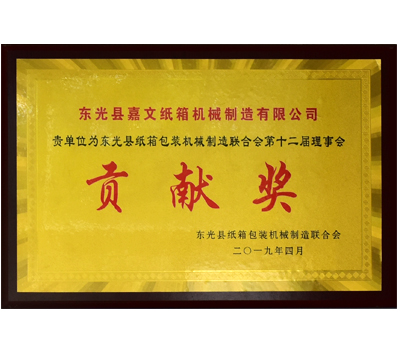 东光县嘉文纸箱机械制造有限公司
贵单位为东光县纸箱包装机械制造联合会第十二届理事会
贡献奖
东光县纸箱包装机械制造联合会
二〇一九年四月